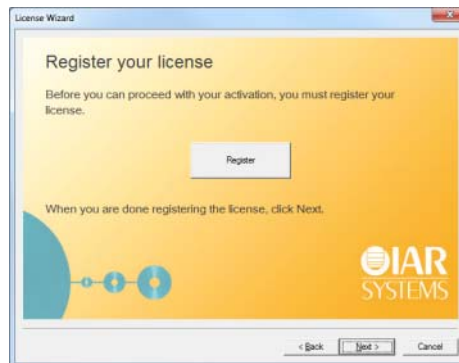 License Wizard
Register your license
Before you can proceed with your activation, you must register your
license.
Register
When you are done registering the license, click Next.
IAR
SYSTEMS
< Back
Next >
Cancel